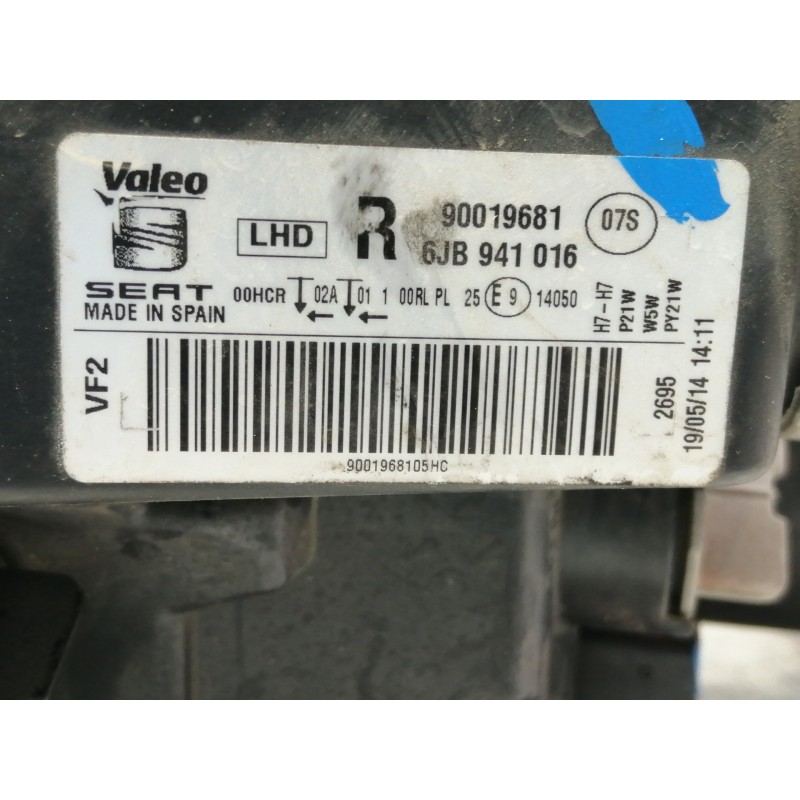 Valeo
SEAT
MADE IN SPAIN
LHD
R
90019681
6JB 941 016
07S
00HCR 02A 01 1 00RL PL 25 E 9 14050
H7-H7
P21W
W5W
PY21W
VF2
9001968105HC
2695
19/05/14 14:11